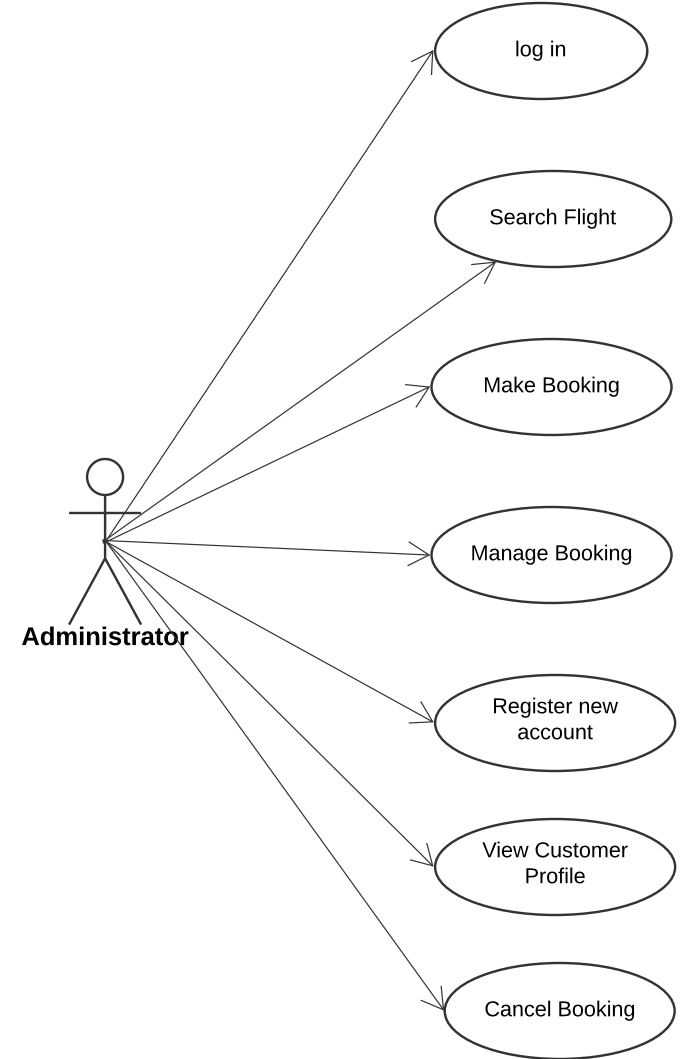 log in
Search Flight
Make Booking
Manage Booking
Administrator
Register new
account
View Customer
Profile
Cancel Booking